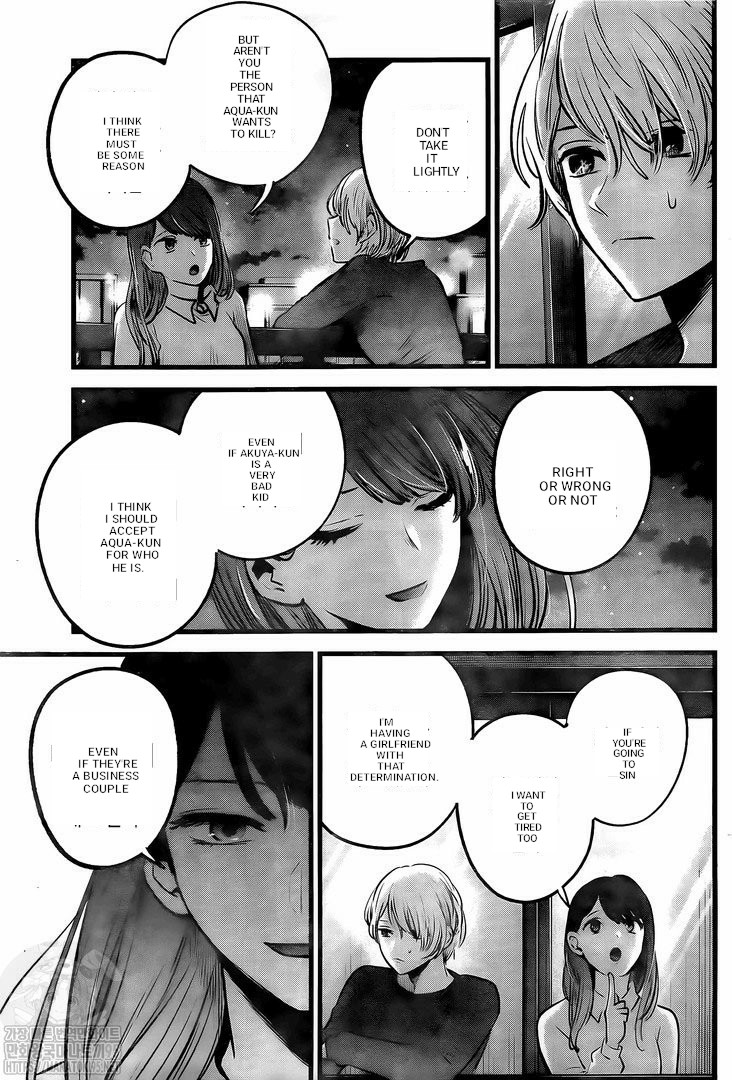 DON'T
TAKE
IT
LIGHTLY
BUT
AREN'T
YOU
THE
PERSON
THAT
AQUA-KUN
WANTS
TO KILL?
I THINK
THERE
MUST
BE SOME
REASON
RIGHT
OR WRONG
OR NOT
EVEN
IF AKUYA-KUN
IS A
VERY
BAD
KID
I THINK
I SHOULD
ACCEPT
AQUA-KUN
FOR WHO
HE IS.
IF
YOU'RE
GOING
TO
SIN
I WANT
TO
GET
TIRED
TOO
I'M
HAVING
A GIRLFRIEND
WITH
THAT
DETERMINATION.
EVEN
IF THEY'RE
A BUSINESS
COUPLE